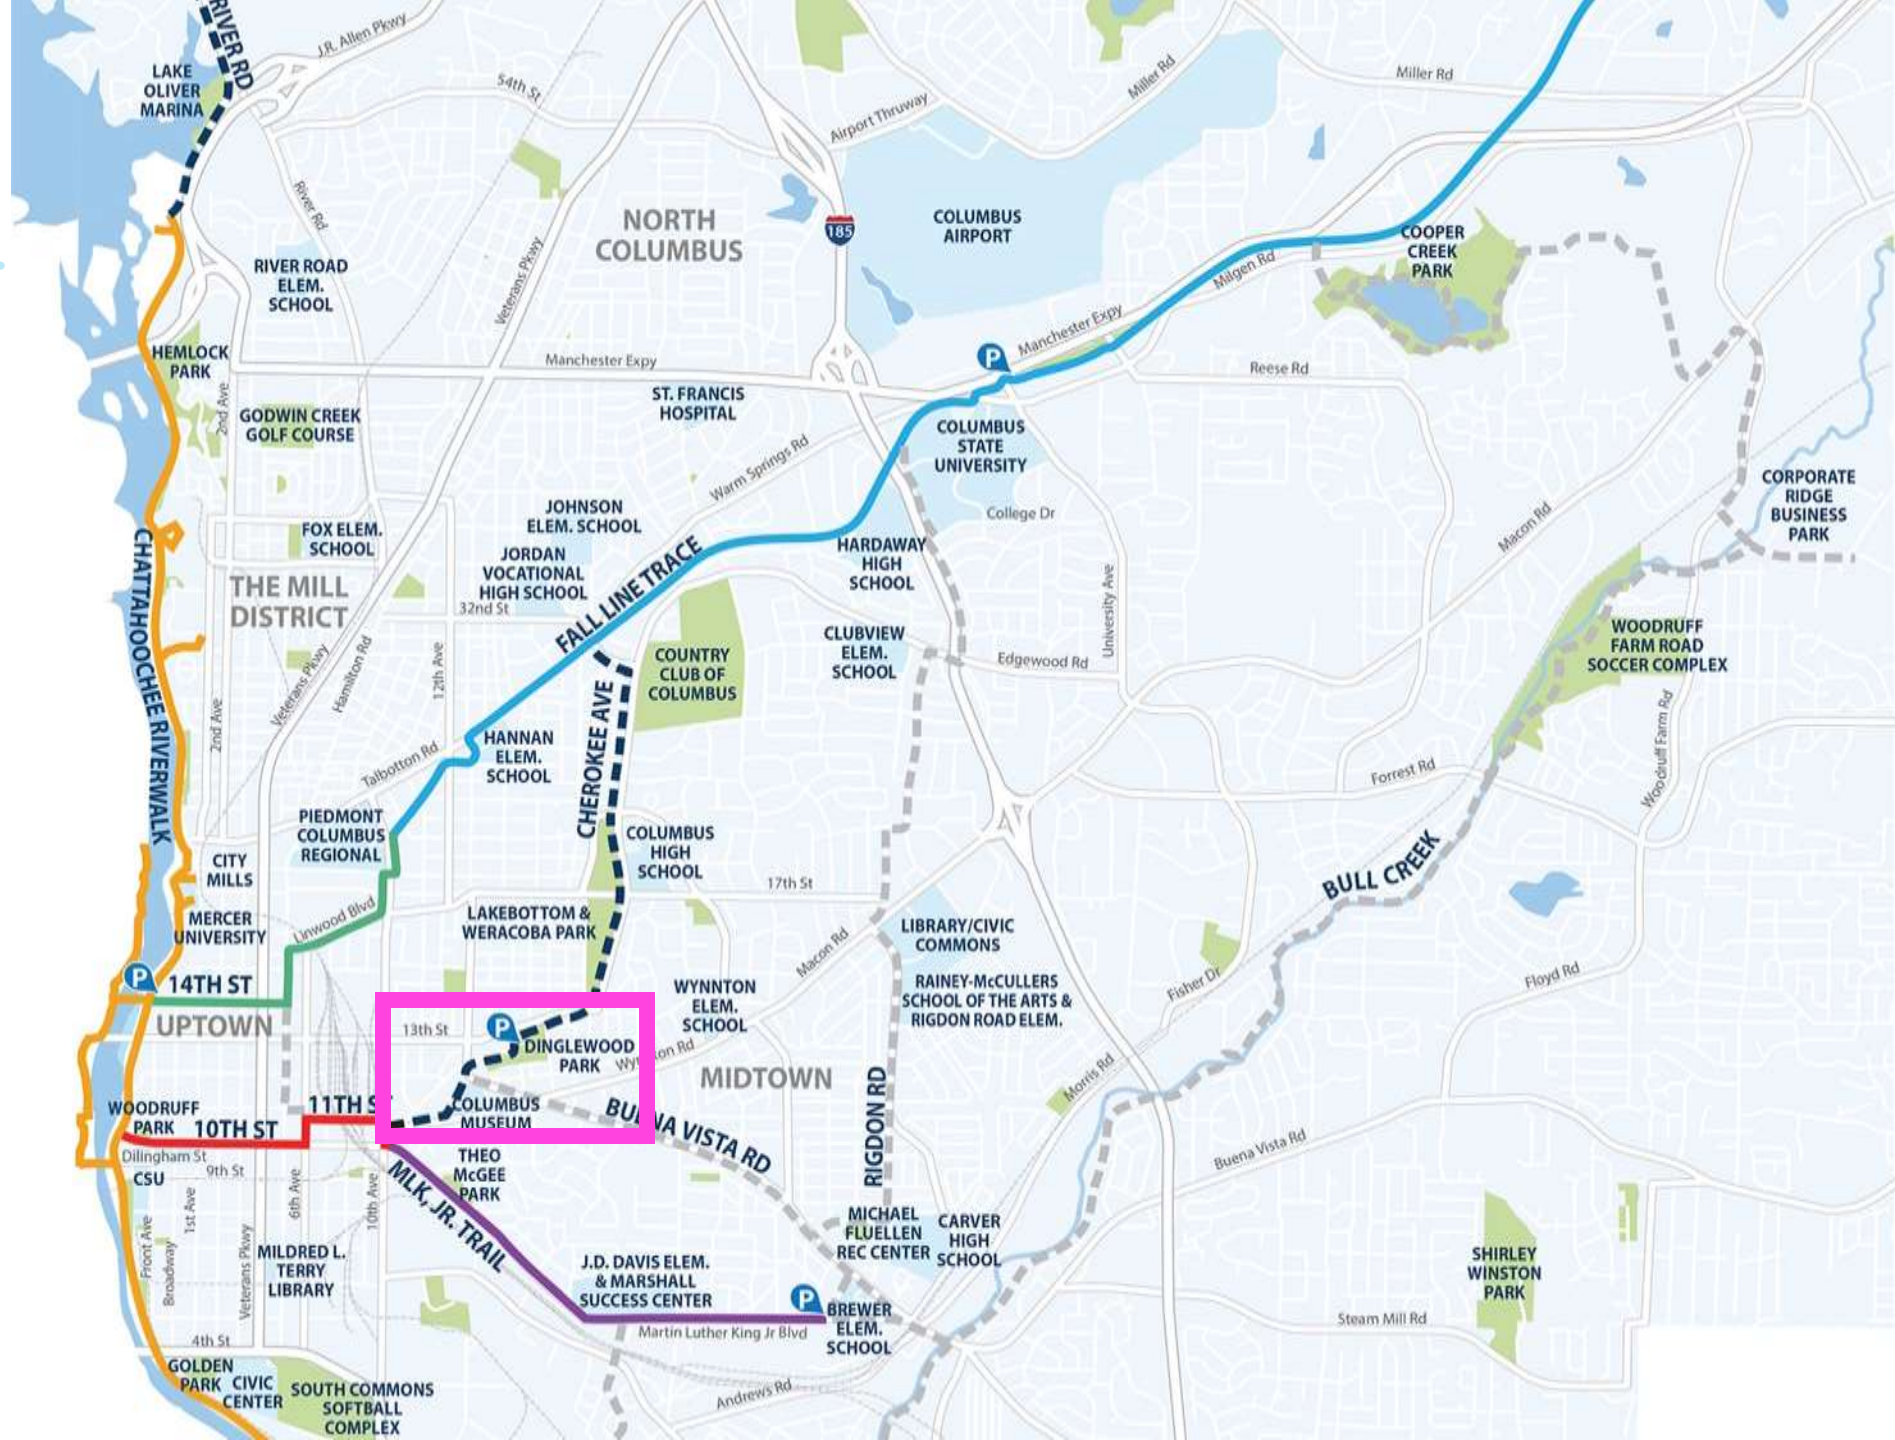 RIVER RD
J.R. Allen Pkwy
LAKE
OLIVER
MARINA
54th St
Airport Thruway
Miller Rd
Miller Rd
River Rd
NORTH
COLUMBUS
185
COLUMBUS
AIRPORT
COOPER
CREEK
PARK
RIVER ROAD
ELEM.
SCHOOL
Veterans Pkwy
Milgen Rd
Manchester Expy
HEMLOCK
PARK
Manchester Expy
P
Reese Rd
2nd Ave
ST. FRANCIS
HOSPITAL
GODWIN CREEK
GOLF COURSE
COLUMBUS
STATE
UNIVERSITY
Warm Springs Rd
CORPORATE
RIDGE
BUSINESS
PARK
JOHNSON
ELEM. SCHOOL
College Dr
Macon Rd
FOX ELEM.
SCHOOL
JORDAN
VOCATIONAL
HIGH SCHOOL
HARDAWAY
HIGH
SCHOOL
CHATTAHOOCHEE RIVERWALK
THE MILL
DISTRICT
32nd St
FALL LINE TRACE
University Ave
CLUBVIEW
ELEM.
SCHOOL
WOODRUFF
FARM ROAD
SOCCER COMPLEX
COUNTRY
CLUB OF
COLUMBUS
Edgewood Rd
Veterans Pkwy
Hamilton Rd
12th Ave
2nd Ave
CHEROKEE AVE
HANNAN
ELEM.
SCHOOL
Talbotton Rd
Woodruff Farm Rd
Forrest Rd
PIEDMONT
COLUMBUS
REGIONAL
COLUMBUS
HIGH
SCHOOL
CITY
MILLS
17th St
BULL CREEK
MERCER
UNIVERSITY
Linwood Blvd
LAKEBOTTOM &
WERACOBA PARK
Macon Rd
LIBRARY/CIVIC
COMMONS
P
14TH ST
WYNNTON
ELEM.
SCHOOL
RAINEY-McCULLERS
SCHOOL OF THE ARTS &
RIGDON ROAD ELEM.
Fisher Dr
Floyd Rd
UPTOWN
13th St
P
DINGLEWOOD
PARK
MIDTOWN
RIGDON RD
Morris Rd
WOODRUFF
PARK
10TH ST
11TH ST
COLUMBUS
MUSEUM
BUENA VISTA RD
Buena Vista Rd
Dilingham St
9th St
CSU
THEO
McGEE
PARK
MLK, JR. TRAIL
Front Ave
Broadway
1st Ave
Veterans Pkwy
6th Ave
10th Ave
MILDRED L.
TERRY
LIBRARY
MICHAEL
FLUELLEN
REC CENTER
CARVER
HIGH
SCHOOL
J.D. DAVIS ELEM.
& MARSHALL
SUCCESS CENTER
SHIRLEY
WINSTON
PARK
P
BREWER
ELEM.
SCHOOL
Martin Luther King Jr Blvd
Steam Mill Rd
4th St
GOLDEN
PARK
CIVIC
CENTER
SOUTH COMMONS
SOFTBALL
COMPLEX
Andrews Rd